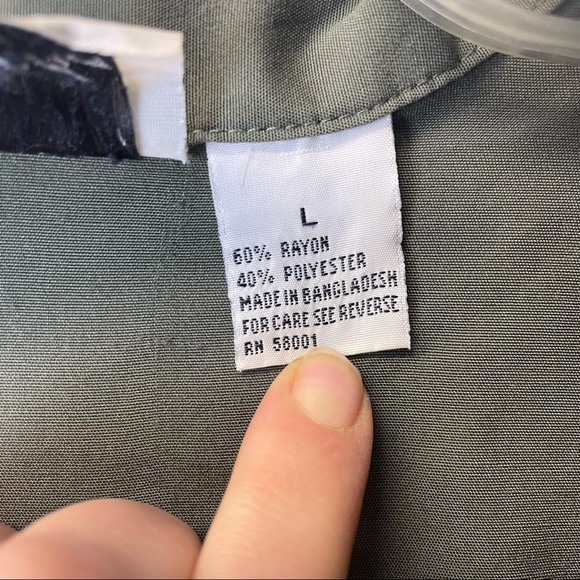 L
60% RAYON
40% POLYESTER
MADE IN BANGLADESH
FOR CARE SEE REVERSE
RN 58001